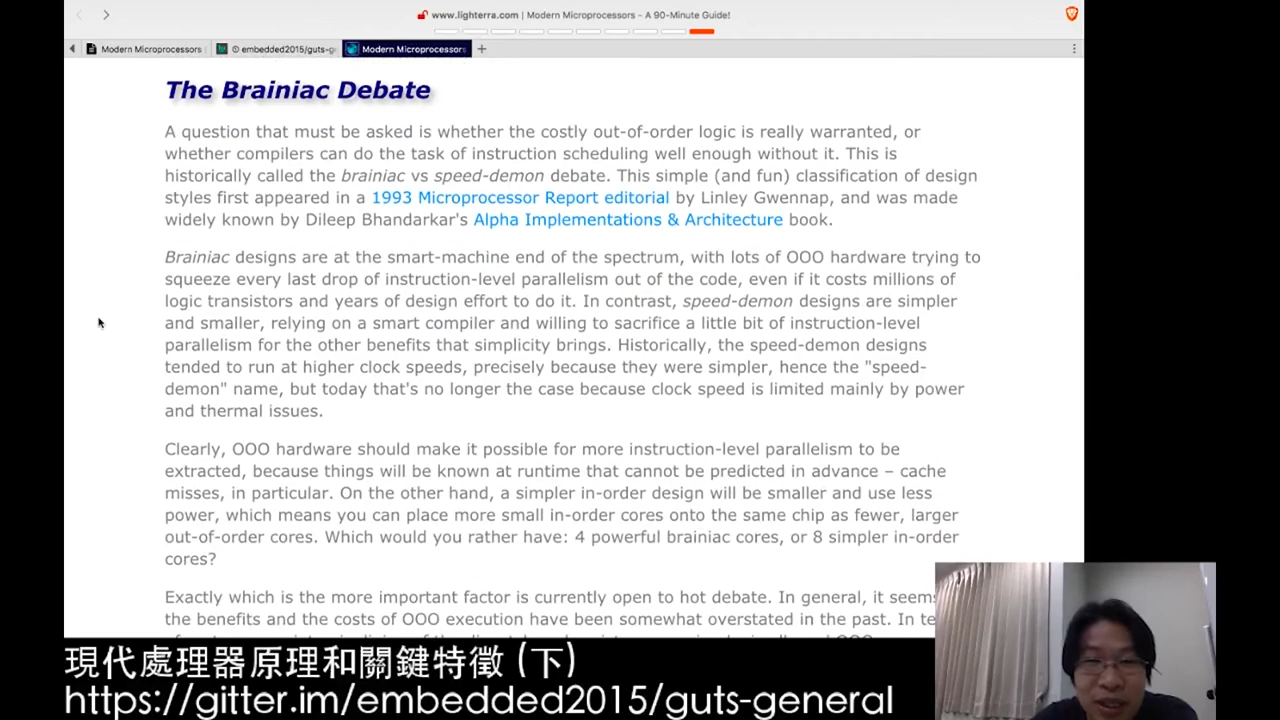 www.lighterra.com | Modern Microprocessors - A 90-Minute Guide!
Modern Microprocessors
embedded2015/guts-g
Modern Microprocessors
The Brainiac Debate
A question that must be asked is whether the costly out-of-order logic is really warranted, or
whether compilers can do the task of instruction scheduling well enough without it. This is
historically called the brainiac vs speed-demon debate. This simple (and fun) classification of design
styles first appeared in a 1993 Microprocessor Report editorial by Linley Gwennap, and was made
widely known by Dileep Bhandarkar's Alpha Implementations & Architecture book.
Brainiac designs are at the smart-machine end of the spectrum, with lots of OOO hardware trying to
squeeze every last drop of instruction-level parallelism out of the code, even if it costs millions of
logic transistors and years of design effort to do it. In contrast, speed-demon designs are simpler
and smaller, relying on a smart compiler and willing to sacrifice a little bit of instruction-level
parallelism for the other benefits that simplicity brings. Historically, the speed-demon designs
tended to run at higher clock speeds, precisely because they were simpler, hence the "speed-
demon" name, but today that's no longer the case because clock speed is limited mainly by power
and thermal issues.
Clearly, OOO hardware should make it possible for more instruction-level parallelism to be
extracted, because things will be known at runtime that cannot be predicted in advance – cache
misses, in particular. On the other hand, a simpler in-order design will be smaller and use less
power, which means you can place more small in-order cores onto the same chip as fewer, larger
out-of-order cores. Which would you rather have: 4 powerful brainiac cores, or 8 simpler in-order
cores?
Exactly which is the more important factor is currently open to hot debate. In general, it seems
the benefits and the costs of OOO execution have been somewhat overstated in the past. In te
現代處理器原理和關鍵特徵 (下)
https://gitter.im/embedded2015/guts-general